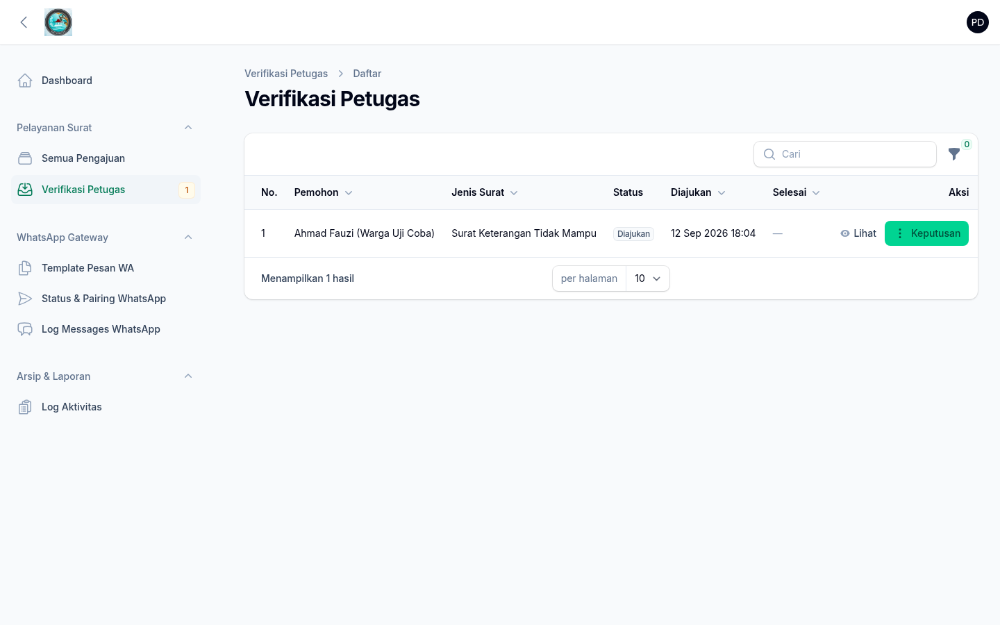 PD
Dashboard
Pelayanan Surat
Semua Pengajuan
Verifikasi Petugas 1
WhatsApp Gateway
Template Pesan WA
Status & Pairing WhatsApp
Log Messages WhatsApp
Arsip & Laporan
Log Aktivitas
Verifikasi Petugas Daftar
Verifikasi Petugas
Cari 0
No. Pemohon Jenis Surat Status Diajukan Selesai Aksi
1 Ahmad Fauzi (Warga Uji Coba) Surat Keterangan Tidak Mampu Diajukan 12 Sep 2026 18:04 — Lihat Keputusan
Menampilkan 1 hasil per halaman 10